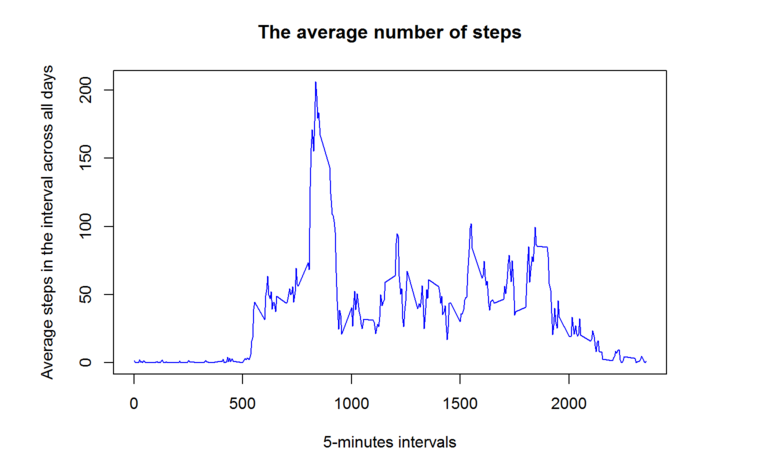 The average number of steps
Average steps in the interval across all days
200
150
100
50
0
0 500 1000 1500 2000
5-minutes intervals